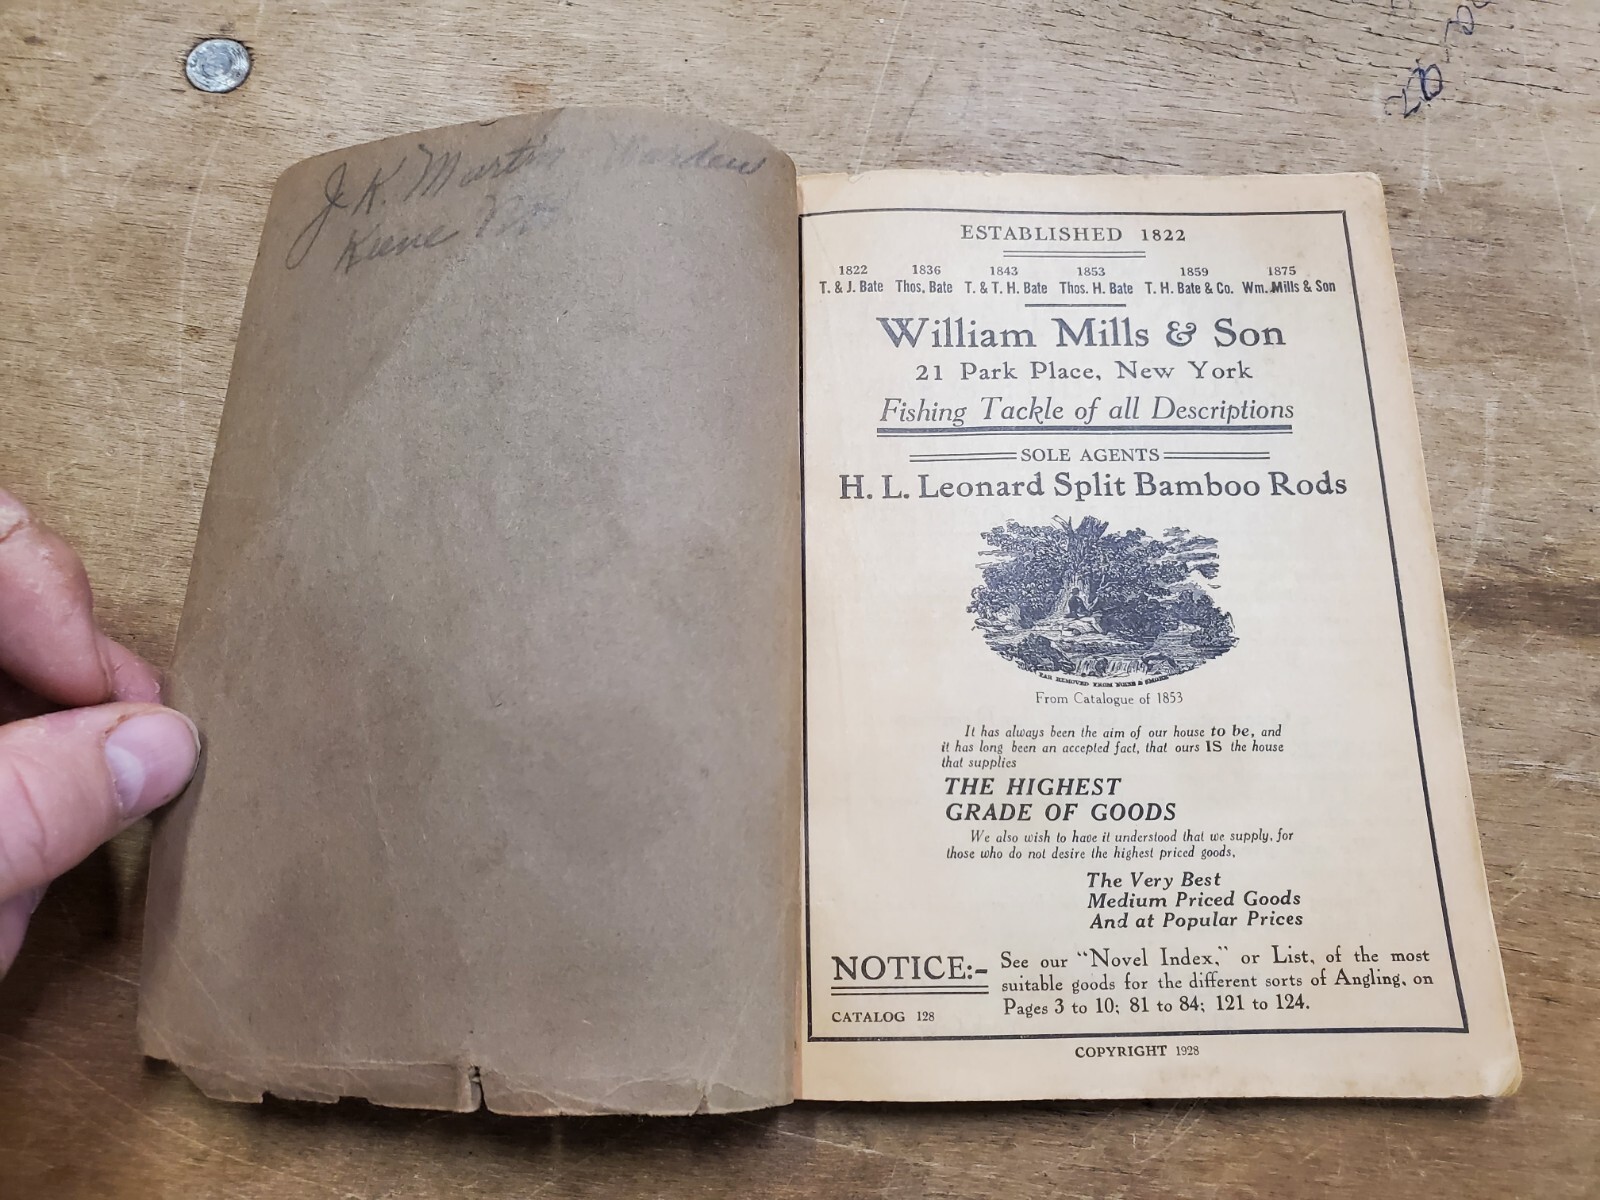 J. K. Martin Warden
Keene
ESTABLISHED 1822
1822 1836 1843 1853 1859 1875
T. & J. Bate Thos. Bate T. & T. H. Bate Thos. H. Bate T. H. Bate & Co. Wm. Mills & Son
William Mills & Son
21 Park Place, New York
Fishing Tackle of all Descriptions
SOLE AGENTS
H. L. Leonard Split Bamboo Rods
FAR REMOVED FROM NOISE & SMOKE
From Catalogue of 1853
It has always been the aim of our house to be, and
it has long been an accepted fact, that ours IS the house
that supplies
THE HIGHEST
GRADE OF GOODS
We also wish to have it understood that we supply, for
those who do not desire the highest priced goods,
The Very Best
Medium Priced Goods
And at Popular Prices
NOTICE:- See our "Novel Index," or List, of the most
suitable goods for the different sorts of Angling, on
Pages 3 to 10; 81 to 84; 121 to 124.
CATALOG 128
COPYRIGHT 1928